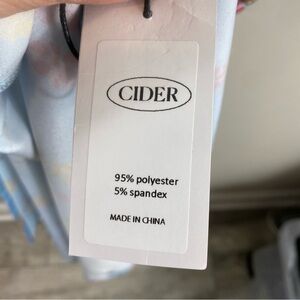 CIDER
95% polyester
5% spandex
MADE IN CHINA